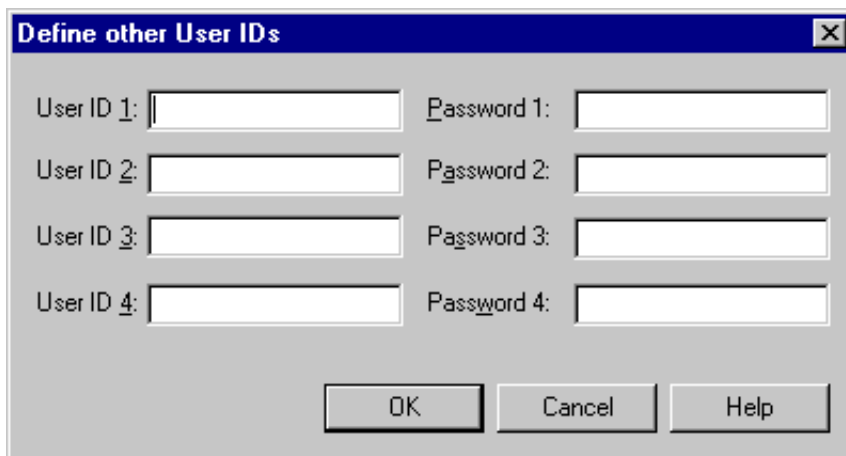 Define other User IDs
User ID 1: Password 1:
User ID 2: Password 2:
User ID 3: Password 3:
User ID 4: Password 4:
OK Cancel Help